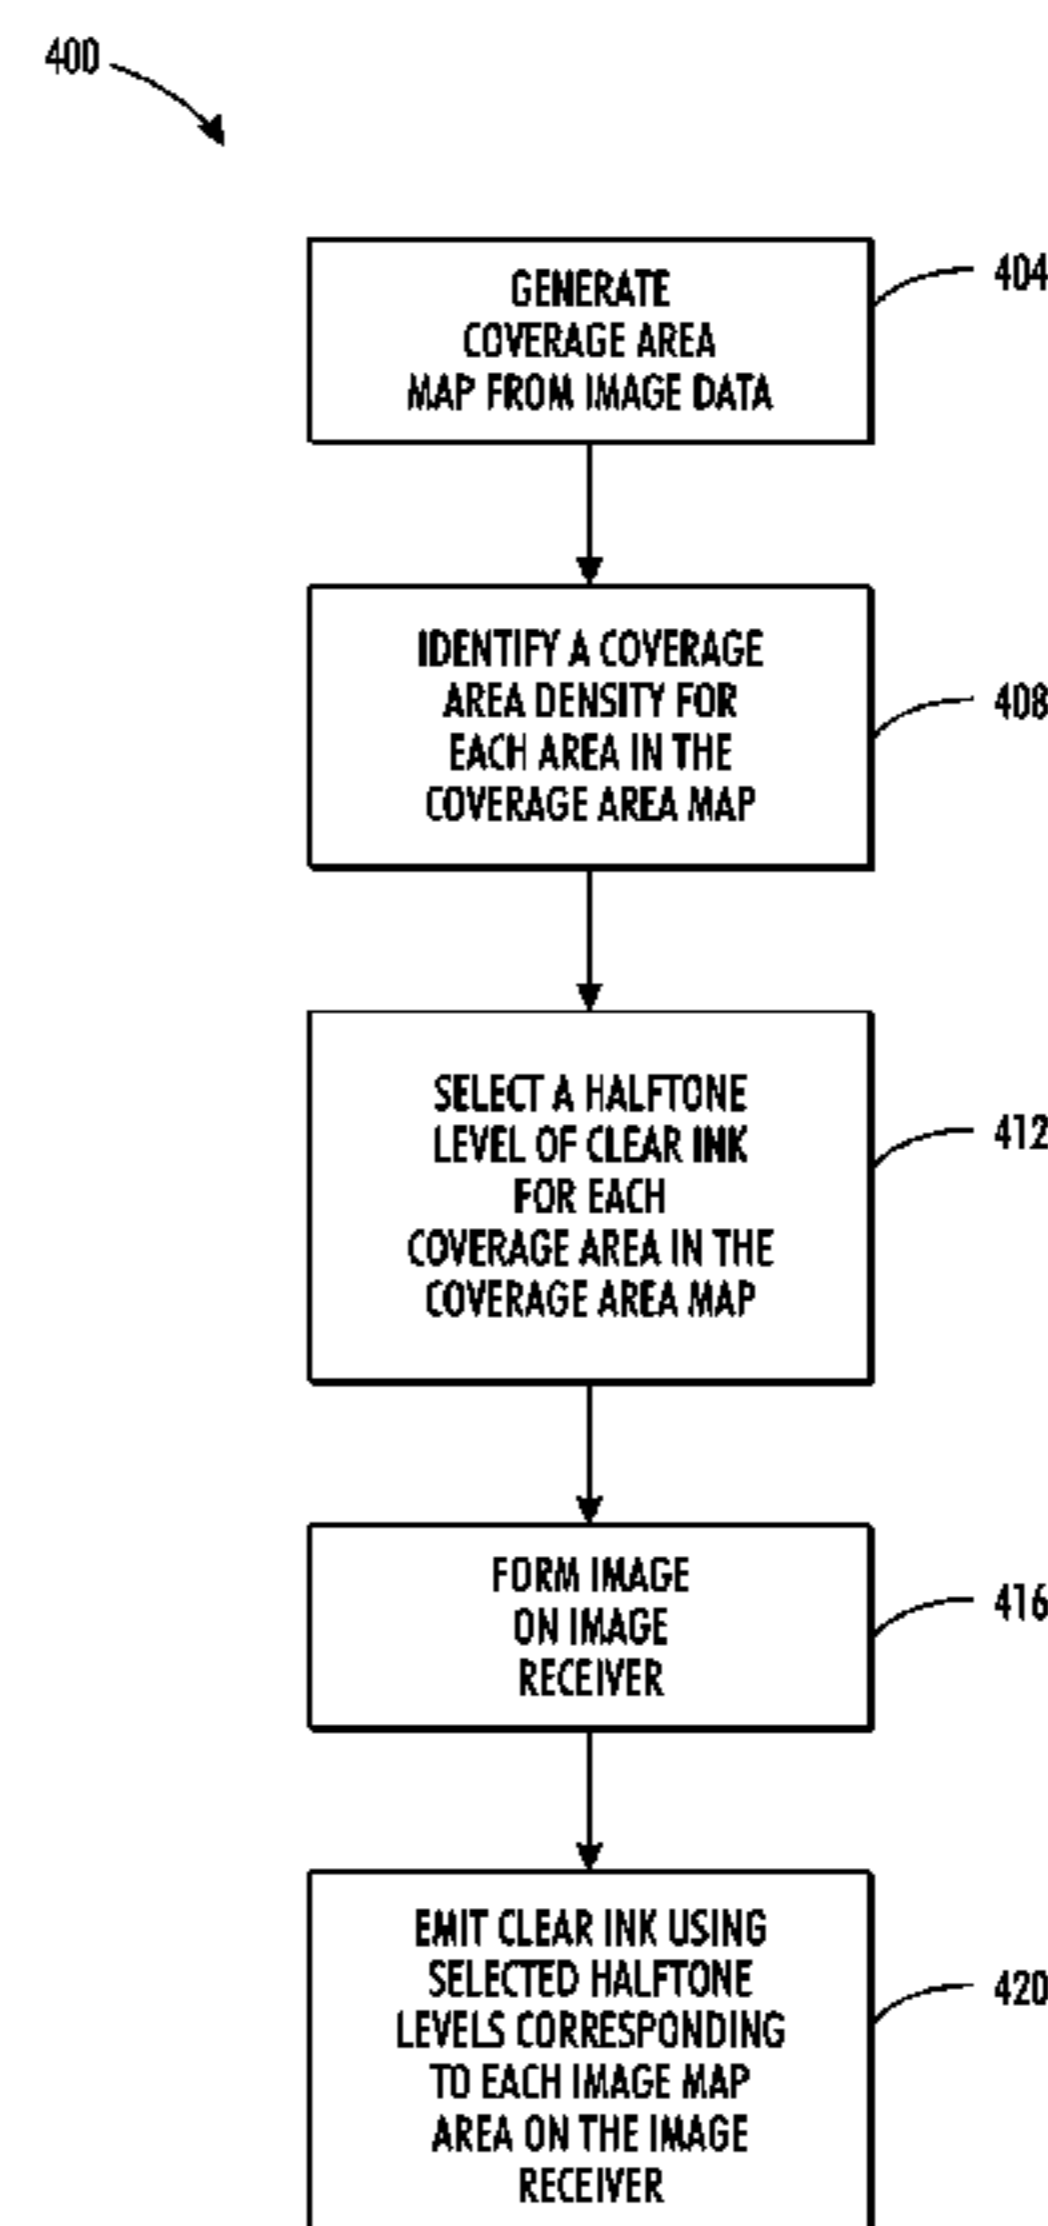 400
GENERATE
COVERAGE AREA
MAP FROM IMAGE DATA
404
IDENTIFY A COVERAGE
AREA DENSITY FOR
EACH AREA IN THE
COVERAGE AREA MAP
408
SELECT A HALFTONE
LEVEL OF CLEAR INK
FOR EACH
COVERAGE AREA IN THE
COVERAGE AREA MAP
412
FORM IMAGE
ON IMAGE
RECEIVER
416
EMIT CLEAR INK USING
SELECTED HALFTONE
LEVELS CORRESPONDING
TO EACH IMAGE MAP
AREA ON THE IMAGE
RECEIVER
420